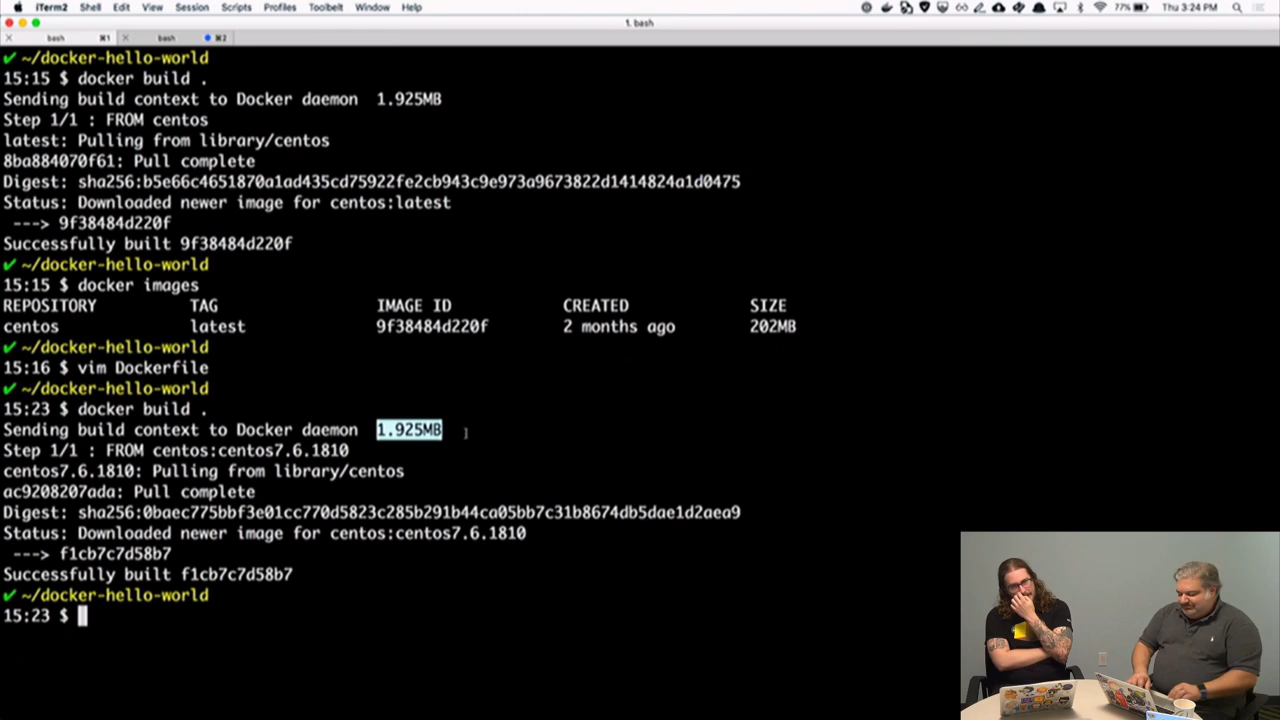 iTerm2 Shell Edit View Session Scripts Profiles Toolbelt Window Help 77% Thu 3:24 PM
1. bash
bash ⌘1 bash ⌘2
✔ ~/docker-hello-world
15:15 $ docker build .
Sending build context to Docker daemon 1.925MB
Step 1/1 : FROM centos
latest: Pulling from library/centos
8ba884070f61: Pull complete
Digest: sha256:b5e66c4651870a1ad435cd75922fe2cb943c9e973a9673822d1414824a1d0475
Status: Downloaded newer image for centos:latest
---> 9f38484d220f
Successfully built 9f38484d220f
✔ ~/docker-hello-world
15:15 $ docker images
REPOSITORY TAG IMAGE ID CREATED SIZE
centos latest 9f38484d220f 2 months ago 202MB
✔ ~/docker-hello-world
15:16 $ vim Dockerfile
✔ ~/docker-hello-world
15:23 $ docker build .
Sending build context to Docker daemon 1.925MB
Step 1/1 : FROM centos:centos7.6.1810
centos7.6.1810: Pulling from library/centos
ac9208207ada: Pull complete
Digest: sha256:0baec775bbf3e01cc770d5823c285b291b44ca05bb7c31b8674db5dae1d2aea9
Status: Downloaded newer image for centos:centos7.6.1810
---> f1cb7c7d58b7
Successfully built f1cb7c7d58b7
✔ ~/docker-hello-world
15:23 $